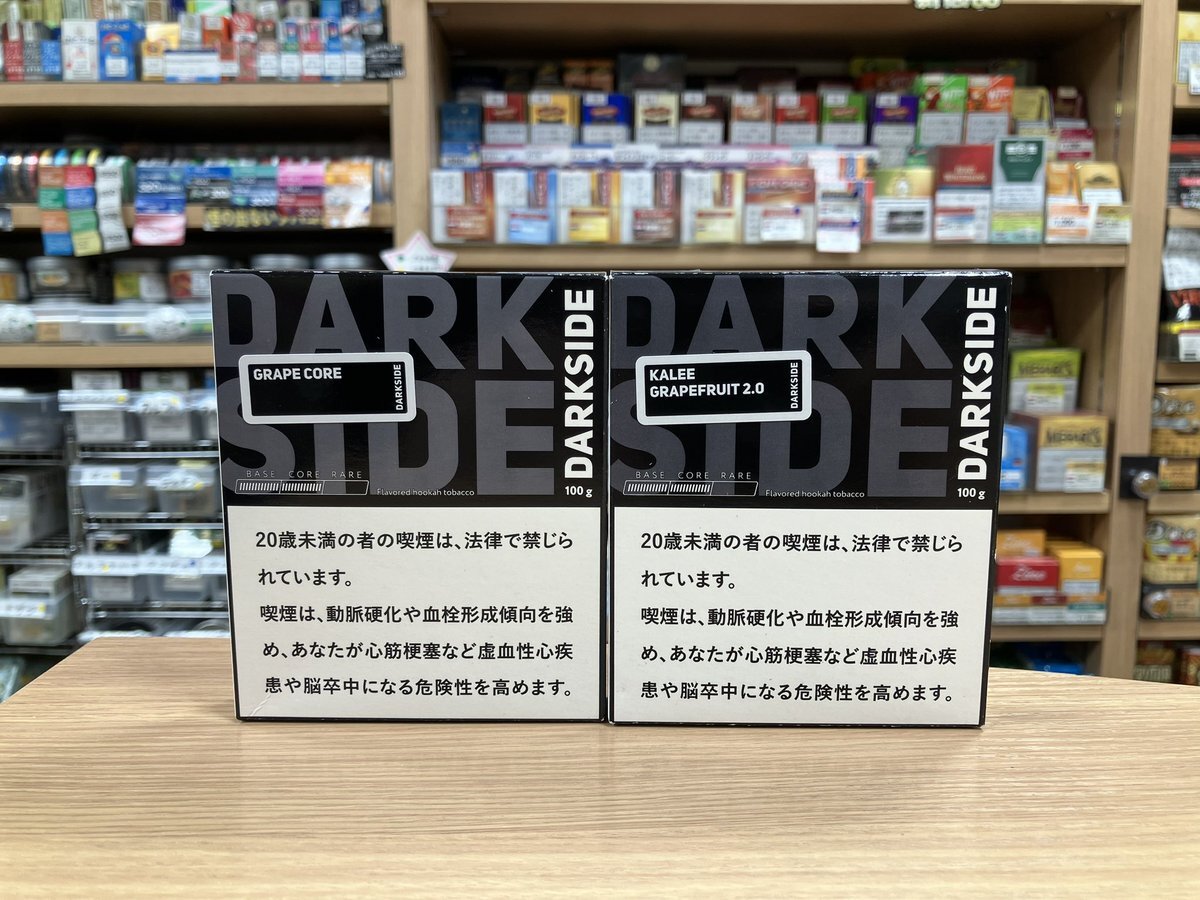 DARK
SIDE
DARKSIDE
GRAPE CORE
DARKSIDE
BASE CORE RARE
Flavored hookah tobacco
100 g
20歳未満の者の喫煙は、法律で禁じら
れています。
喫煙は、動脈硬化や血栓形成傾向を強
め、あなたが心筋梗塞など虚血性心疾
患や脳卒中になる危険性を高めます。
DARK
SIDE
DARKSIDE
KALEE
GRAPEFRUIT 2.0
DARKSIDE
BASE CORE RARE
Flavored hookah tobacco
100 g
20歳未満の者の喫煙は、法律で禁じら
れています。
喫煙は、動脈硬化や血栓形成傾向を強
め、あなたが心筋梗塞など虚血性心疾
患や脳卒中になる危険性を高めます。